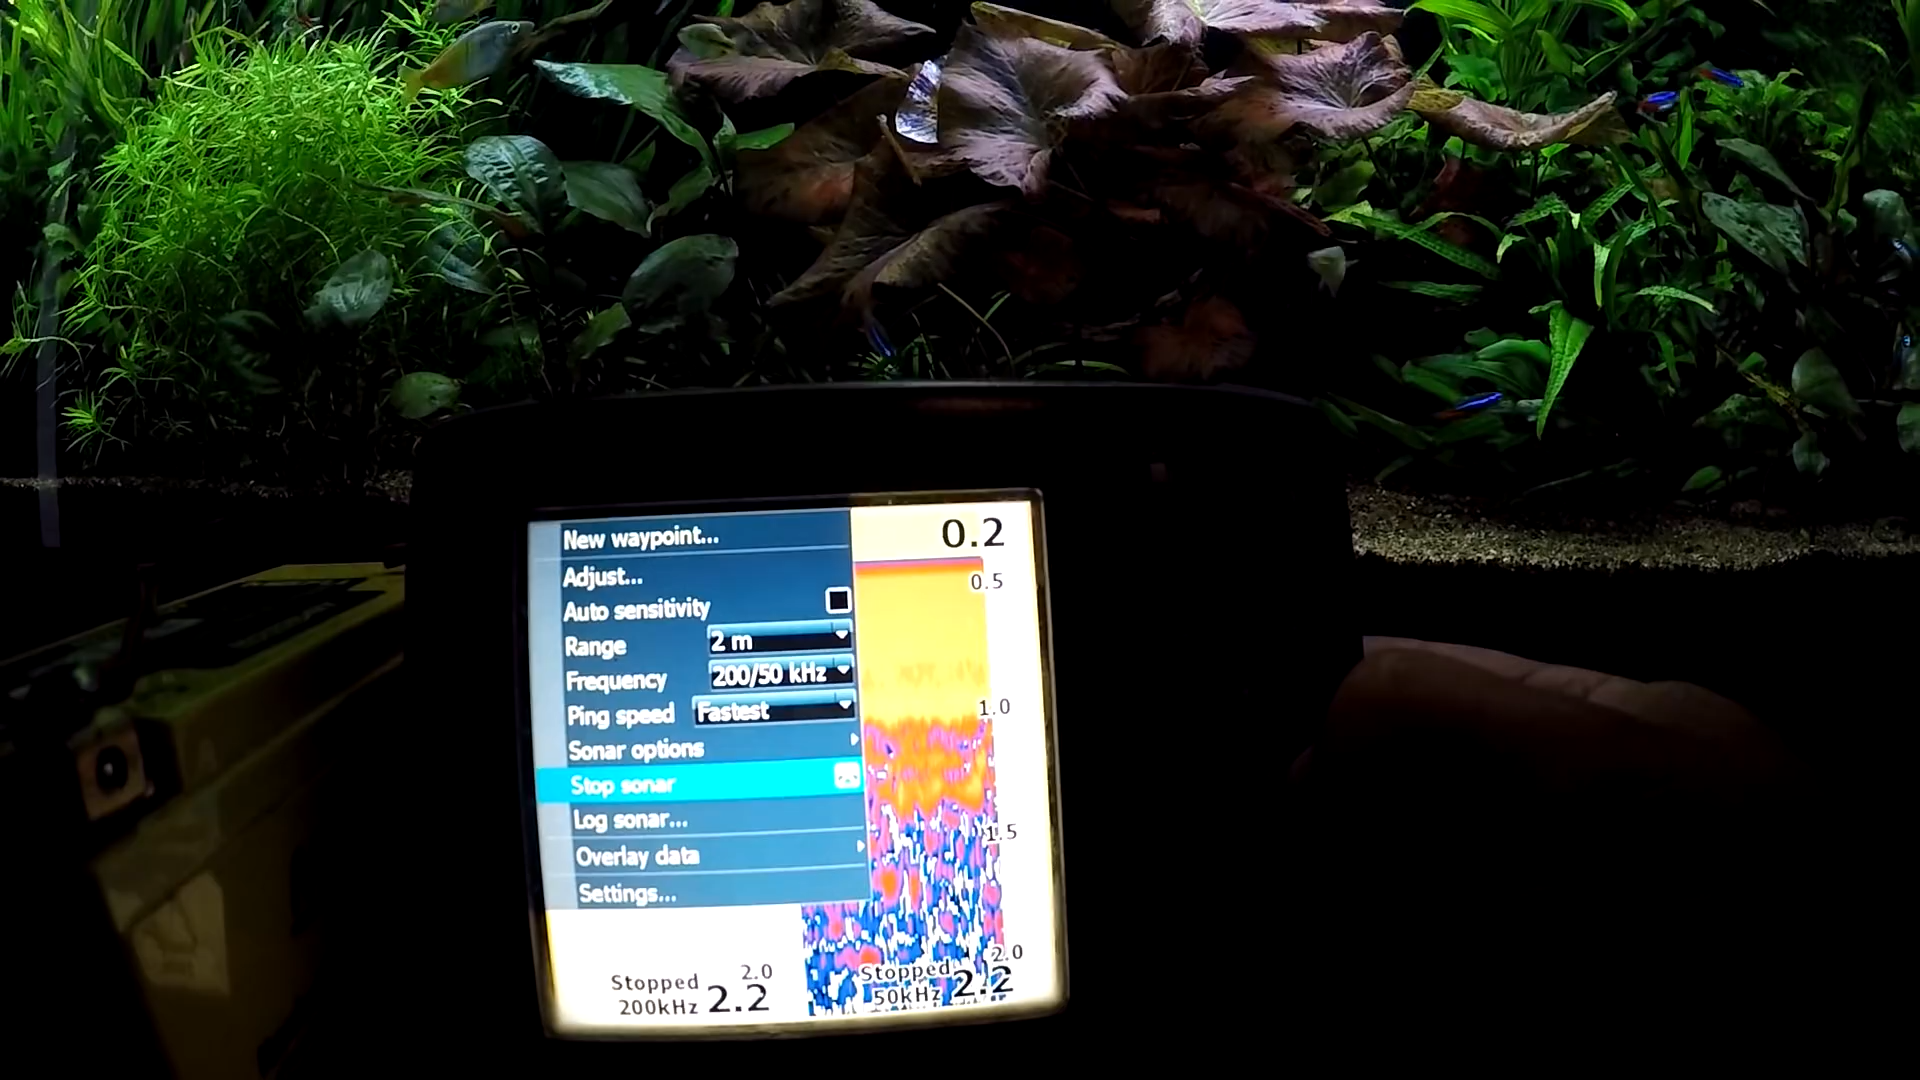 New waypoint...
0.2
Adjust...
0.5
Auto sensitivity
Range 2 m
Frequency 200/50 kHz
Ping speed Fastest
1.0
Sonar options
Stop sonar
Log sonar...
1.5
Overlay data
Settings...
2.0
Stopped
200kHz 2.2
2.0
Stopped
50kHz 2.2